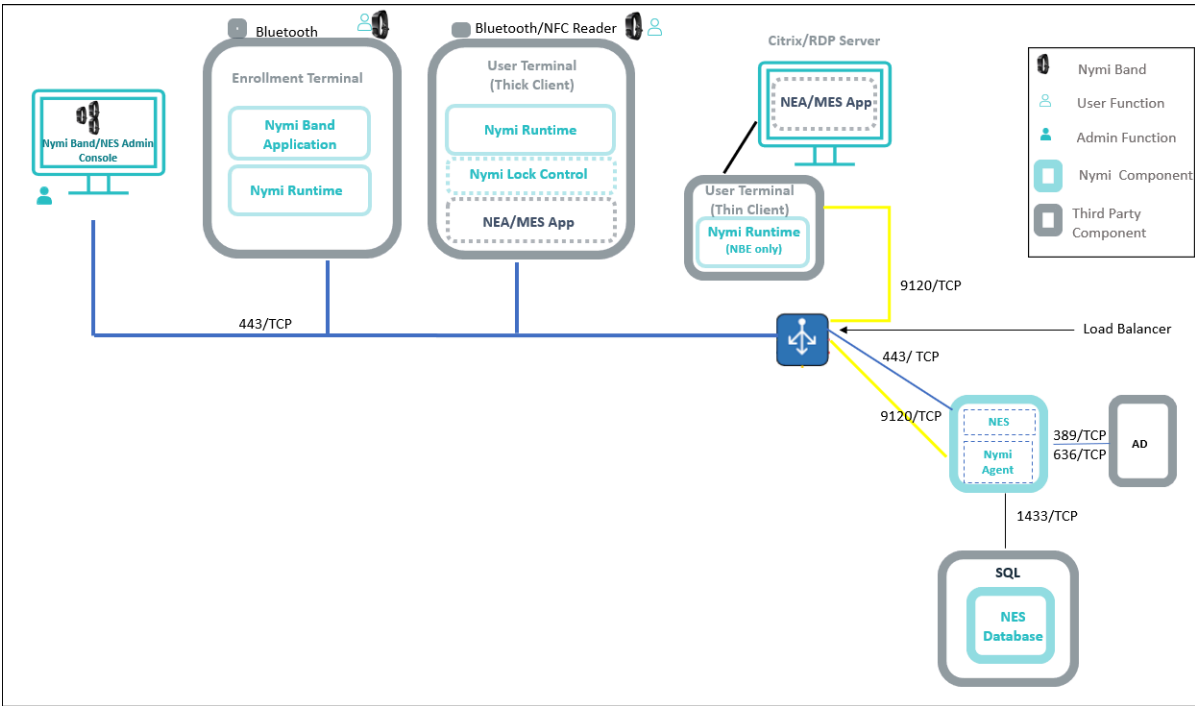 Bluetooth
Bluetooth/NFC Reader
Citrix/RDP Server
Enrollment Terminal
User Terminal
(Thick Client)
Nymi Band/NES Admin
Console
Nymi Band
Application
Nymi Runtime
Nymi Runtime
Nymi Lock Control
NEA/MES App
NEA/MES App
User Terminal
(Thin Client)
Nymi Runtime
(NBE only)
Nymi Band
User Function
Admin Function
Nymi Component
Third Party
Component
9120/TCP
443/TCP
Load Balancer
443/ TCP
9120/TCP
NES
Nymi
Agent
389/TCP
636/TCP
AD
1433/TCP
SQL
NES
Database